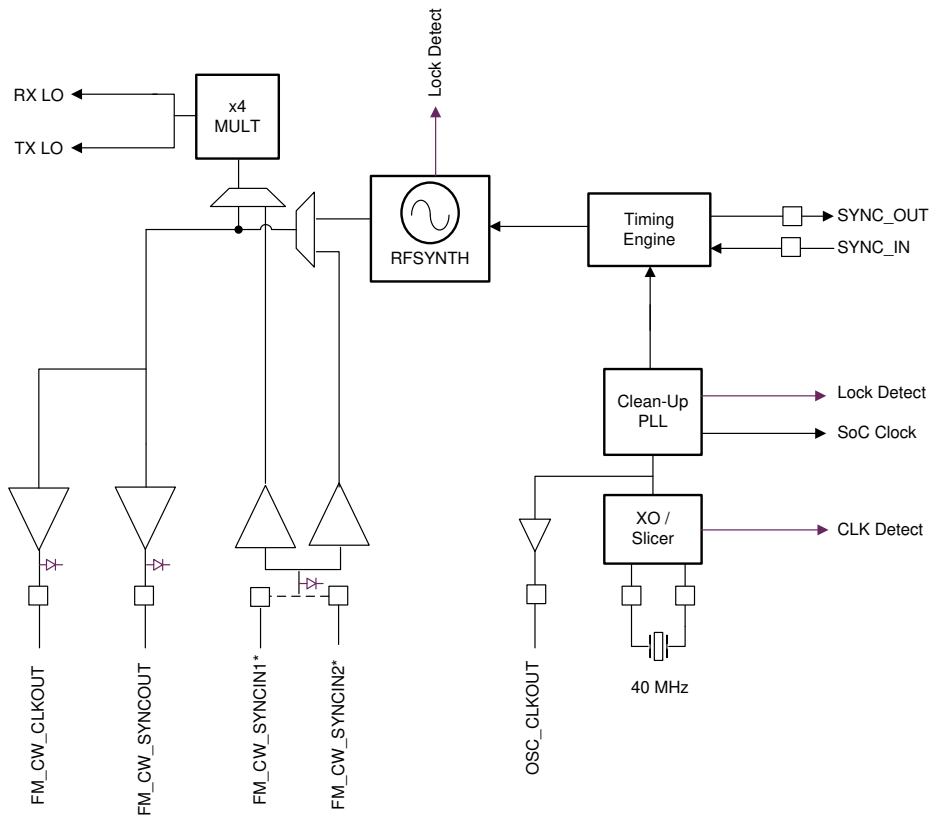 Lock Detect
RX LO
TX LO
x4
MULT
RFSYNTH
Timing
Engine
SYNC_OUT
SYNC_IN
Clean-Up
PLL
Lock Detect
SoC Clock
XO /
Slicer
CLK Detect
40 MHz
FM_CW_CLKOUT
FM_CW_SYNCOUT
FM_CW_SYNCIN1*
FM_CW_SYNCIN2*
OSC_CLKOUT